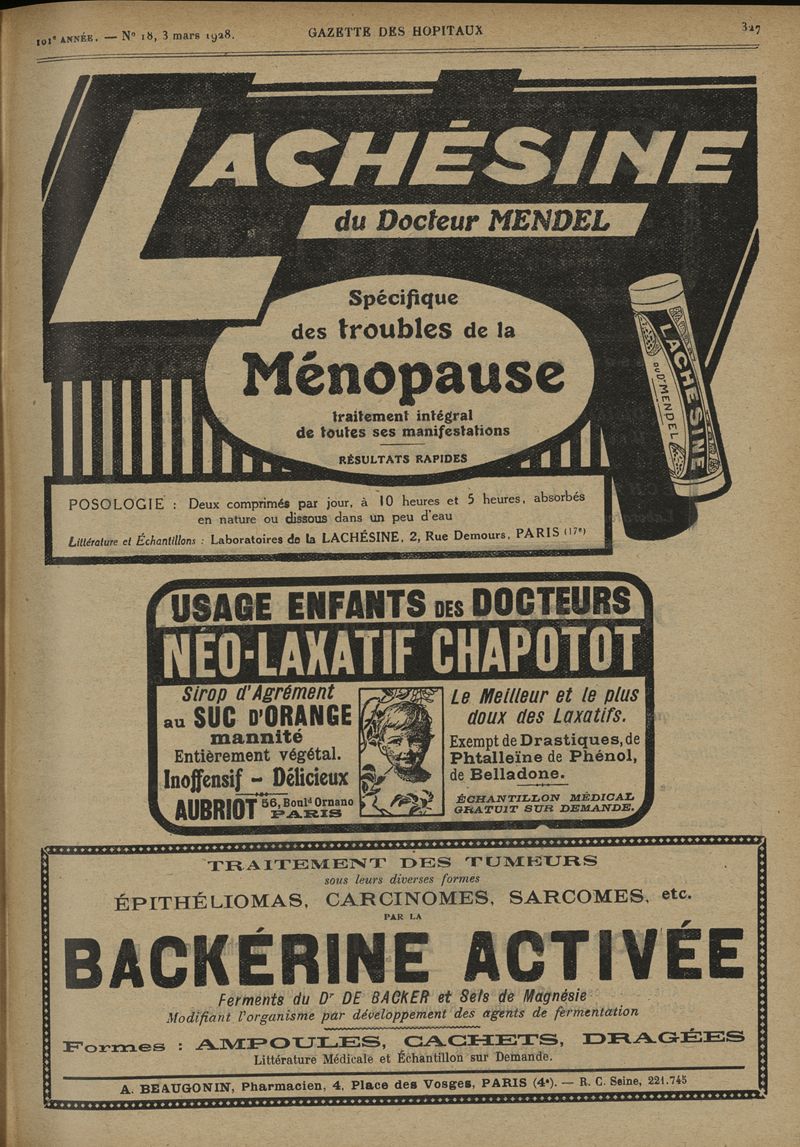 101e ANNÉE. — No 18, 3 mars 1928.
GAZETTE DES HOPITAUX
327
LACHÉSINE
du Docteur MENDEL
Spécifique
des troubles de la
Ménopause
traitement intégral
de toutes ses manifestations
RÉSULTATS RAPIDES
LACHÉSINE
DU Dr MENDEL
POSOLOGIE : Deux comprimés par jour, à 10 heures et 5 heures, absorbés
en nature ou dissous dans un peu d'eau
Littérature et Échantillons : Laboratoires de la LACHÉSINE, 2, Rue Demours, PARIS (17e)
USAGE ENFANTS DES DOCTEURS
NÉO-LAXATIF CHAPOTOT
Sirop d'Agrément
au SUC D'ORANGE
mannité
Entièrement végétal.
Inoffensif - Délicieux
AUBRIOT 56, Bould Ornano
PARIS
Le Meilleur et le plus
doux des Laxatifs.
Exempt de Drastiques, de
Phtalleïne de Phénol,
de Belladone.
ÉCHANTILLON MÉDICAL
GRATUIT SUR DEMANDE.
TRAITEMENT DES TUMEURS
sous leurs diverses formes
ÉPITHÉLIOMAS, CARCINOMES, SARCOMES, etc.
PAR LA
BACKÉRINE ACTIVÉE
Ferments du Dr DE BACKER et Sels de Magnésie
Modifiant l'organisme par développement des agents de fermentation
Formes : AMPOULES, CACHETS, DRAGÉES
Littérature Médicale et Échantillon sur Demande.
A. BEAUGONIN, Pharmacien, 4, Place des Vosges, PARIS (4e). — R. C. Seine, 221.745